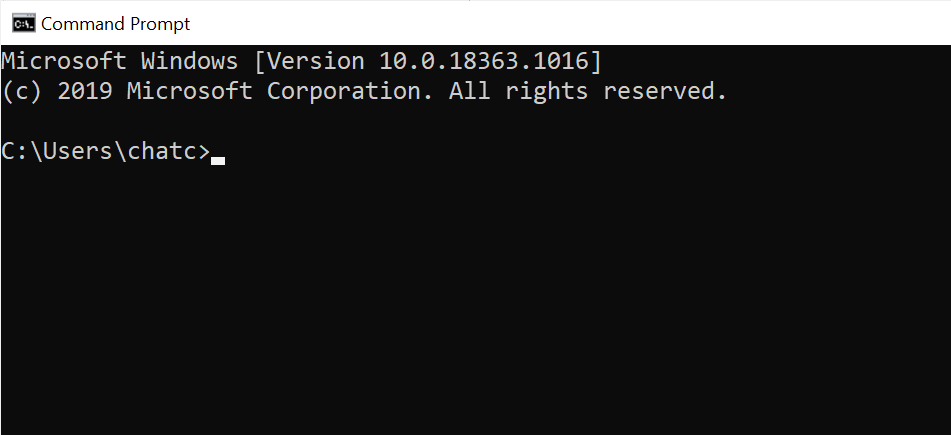 Command Prompt
Microsoft Windows [Version 10.0.18363.1016]
(c) 2019 Microsoft Corporation. All rights reserved.
C:\Users\chatc>